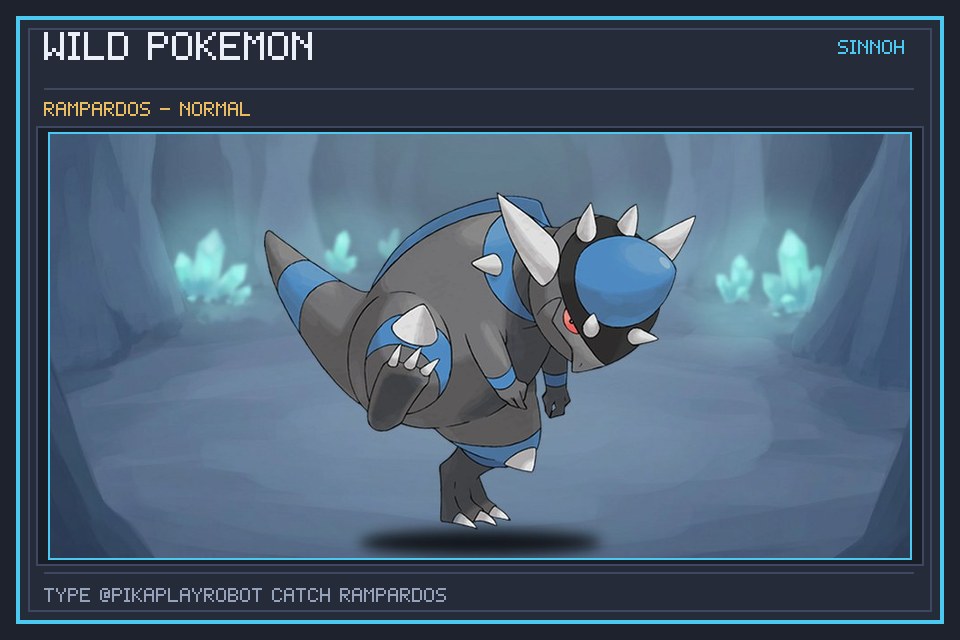 WILD POKEMON
SINNOH
RAMPARDOS - NORMAL
TYPE @PIKAPLAYROBOT CATCH RAMPARDOS